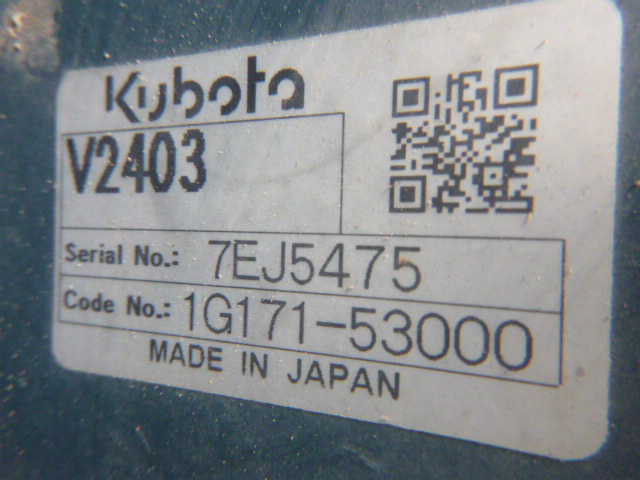 Kubota
V2403
Serial No.: 7EJ5475
Code No.: 1G171-53000
MADE IN JAPAN